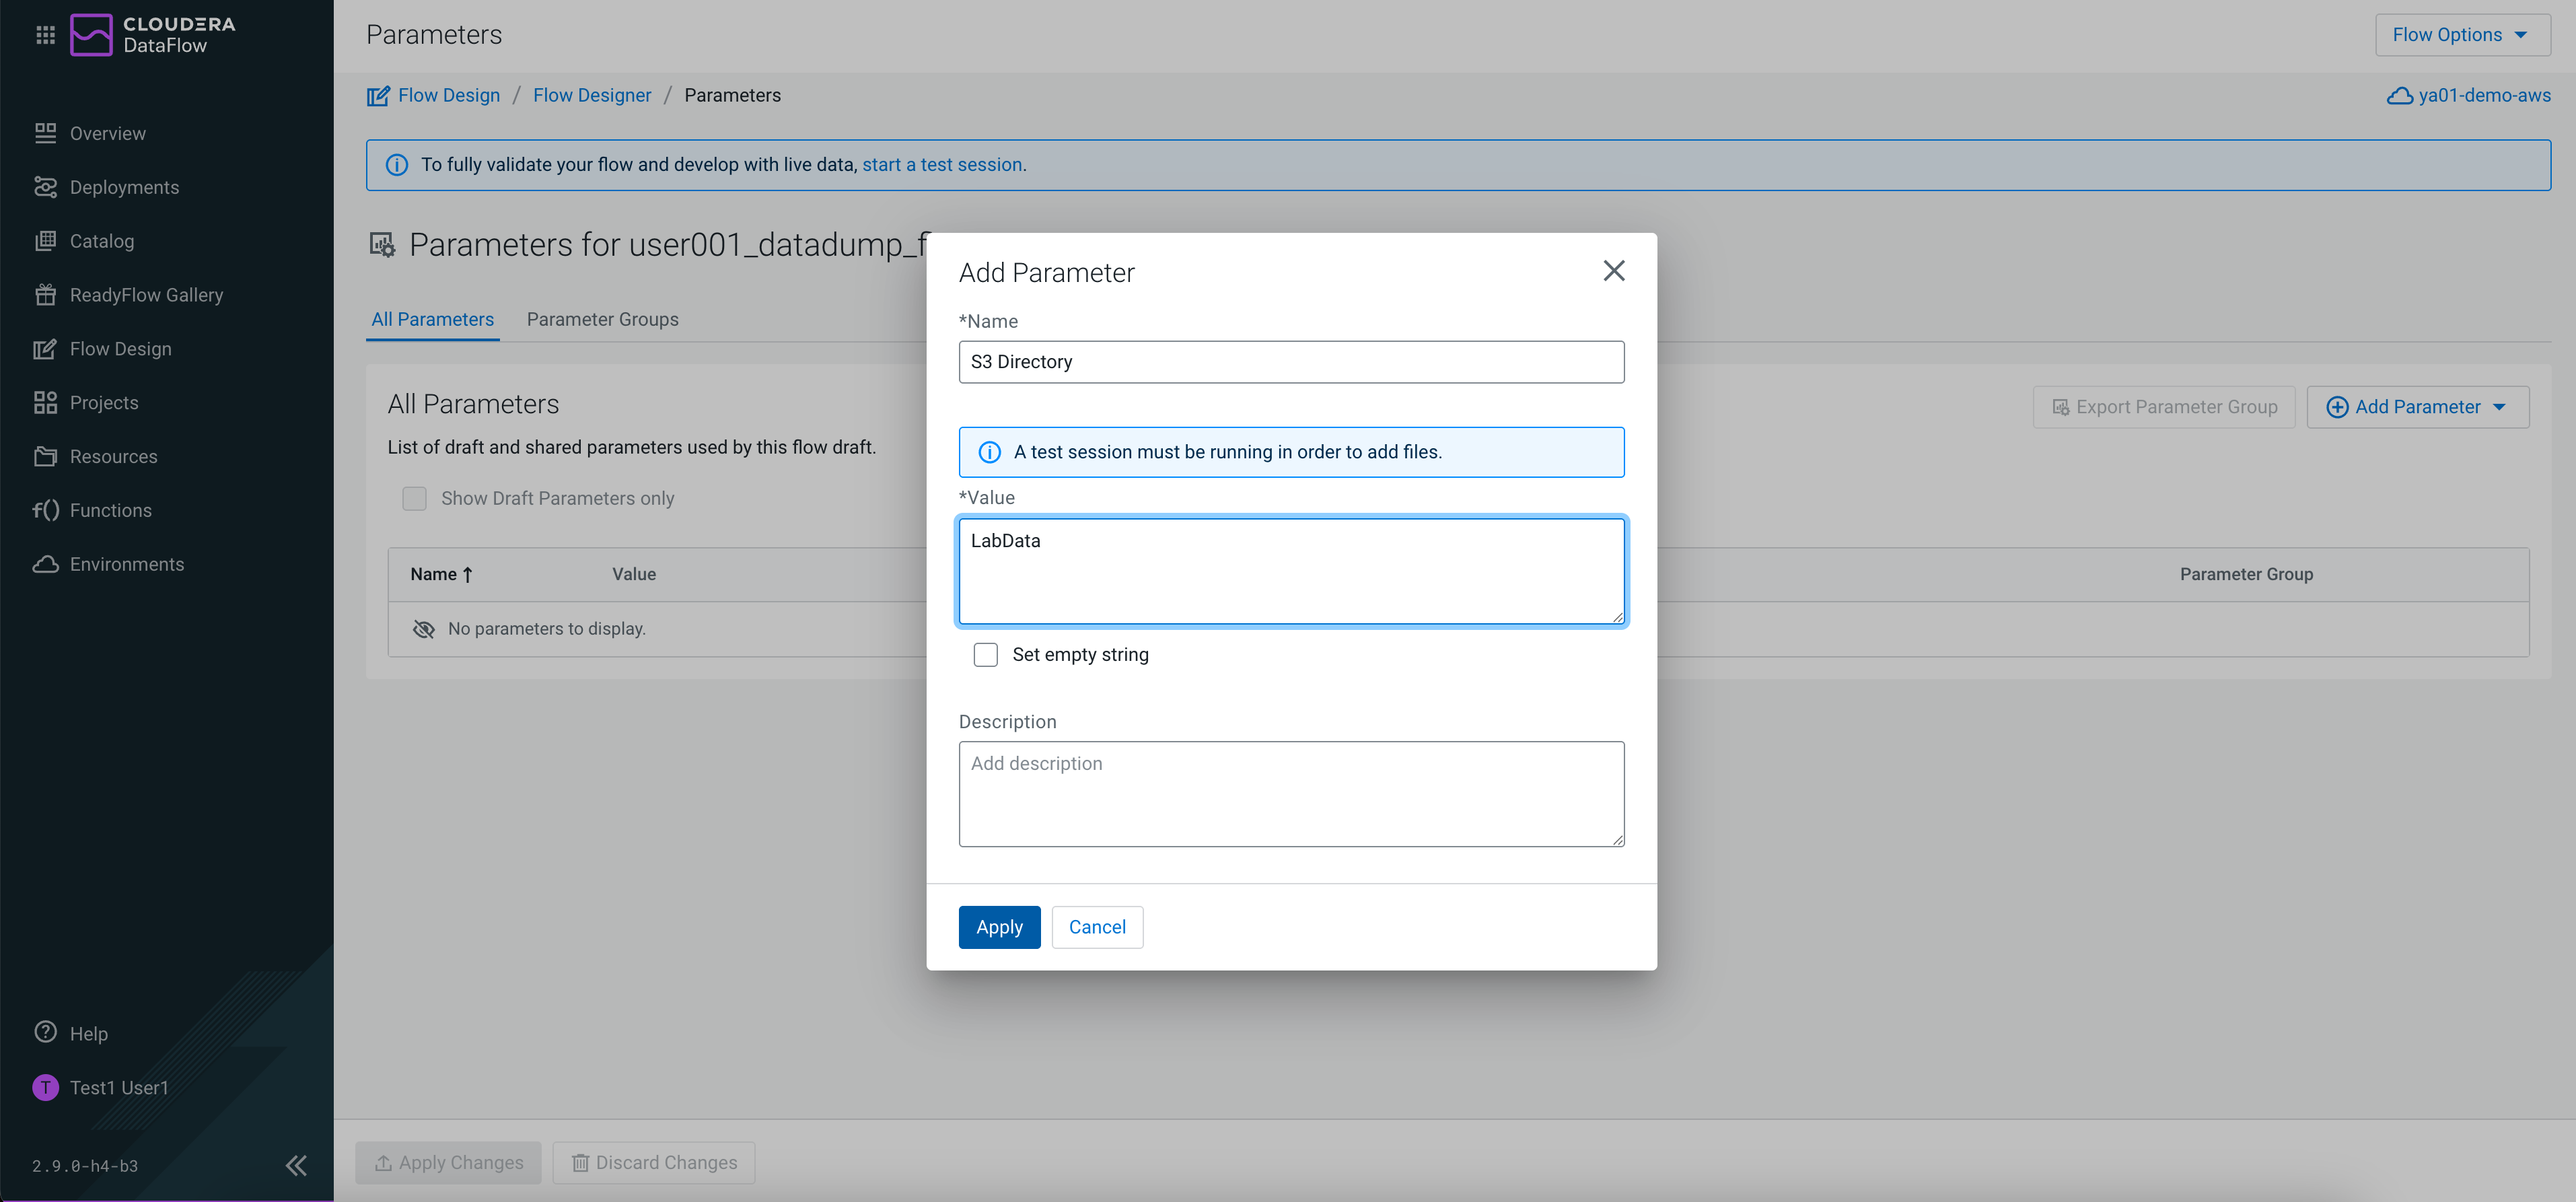 CLOUDERA
DataFlow
Overview
Deployments
Catalog
ReadyFlow Gallery
Flow Design
Projects
Resources
f() Functions
Environments
Help
T Test1 User1
2.9.0-h4-b3
Parameters
Flow Options
Flow Design / Flow Designer / Parameters
ya01-demo-aws
To fully validate your flow and develop with live data, start a test session.
Parameters for user001_datadump_f
All Parameters Parameter Groups
All Parameters
List of draft and shared parameters used by this flow draft.
Export Parameter Group
Add Parameter
Show Draft Parameters only
Name Value Parameter Group
No parameters to display.
Add Parameter
*Name
S3 Directory
A test session must be running in order to add files.
*Value
LabData
Set empty string
Description
Add description
Apply Cancel
Apply Changes Discard Changes